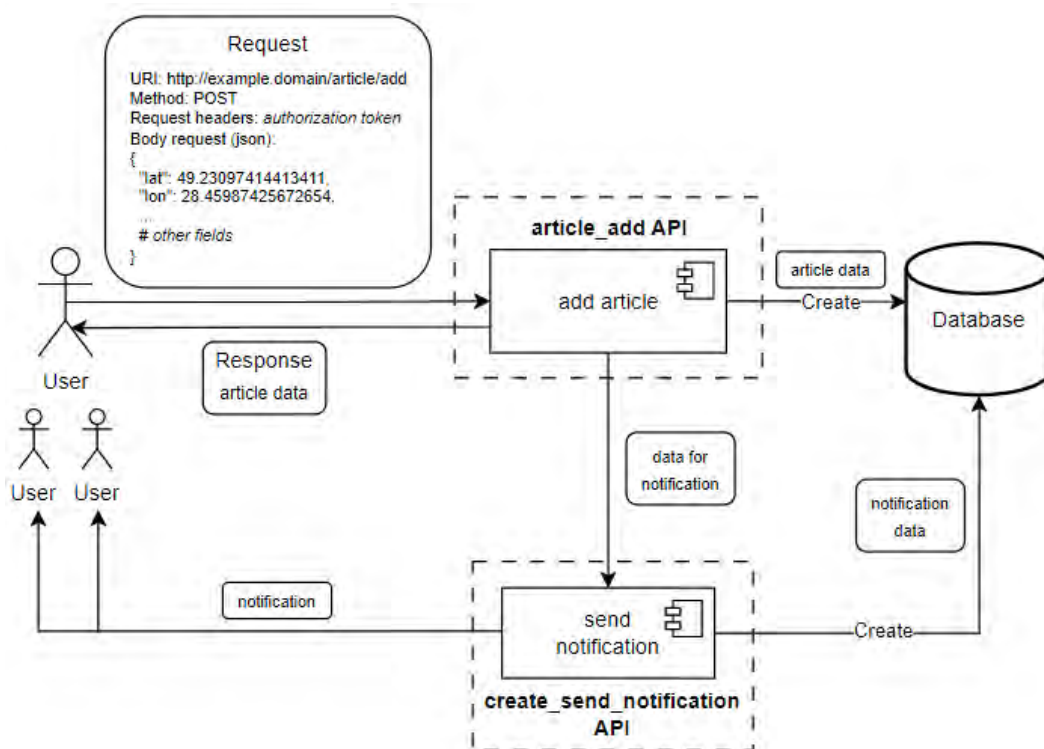 Request
URI: http://example.domain/article/add
Method: POST
Request headers: authorization token
Body request (json):
{
"lat": 49.23097414413411,
"lon": 28.45987425672654,
...
# other fields
}
article_add API
add article
article data
Create
Database
User
Response
article data
User
User
data for
notification
notification
data
notification
send
notification
Create
create_send_notification
API